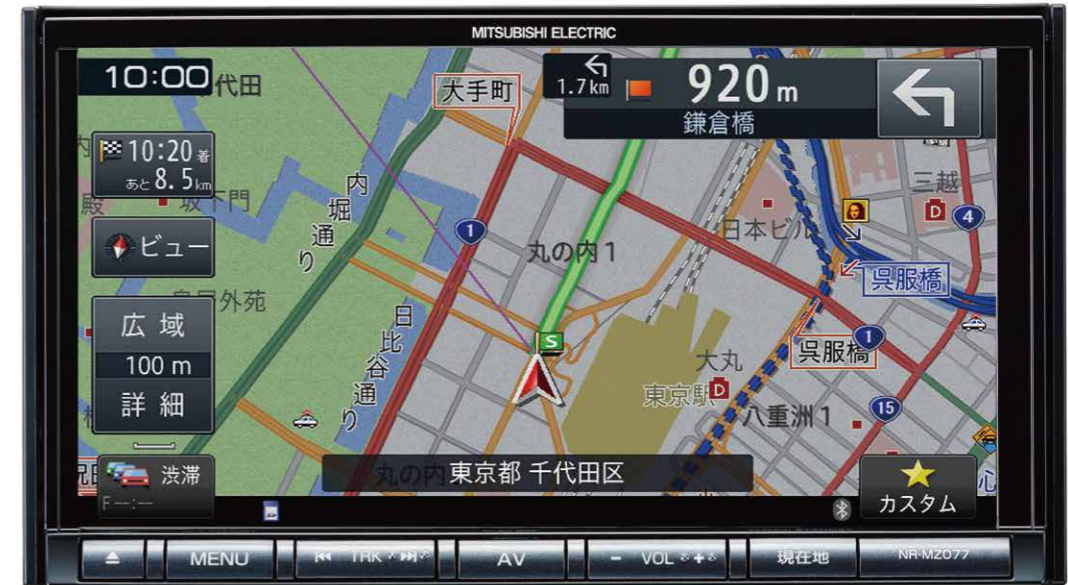 MITSUBISHI ELECTRIC
10:00
代田
大手町
1.7km
920m
鎌倉橋
10:20着
あと8.5km
殿
坂下門
内堀通り
1
三越
D
4
ビュー
丸の内1
日本ビル
呉服橋
外苑
広域
100m
詳細
日比谷通り
S
大丸
呉服橋
1
東京駅
D
八重洲1
15
渋滞
F--:--
丸の内
東京都 千代田区
心
カスタム
MENU
TRK
AV
- VOL +
現在地
NR-MZ077